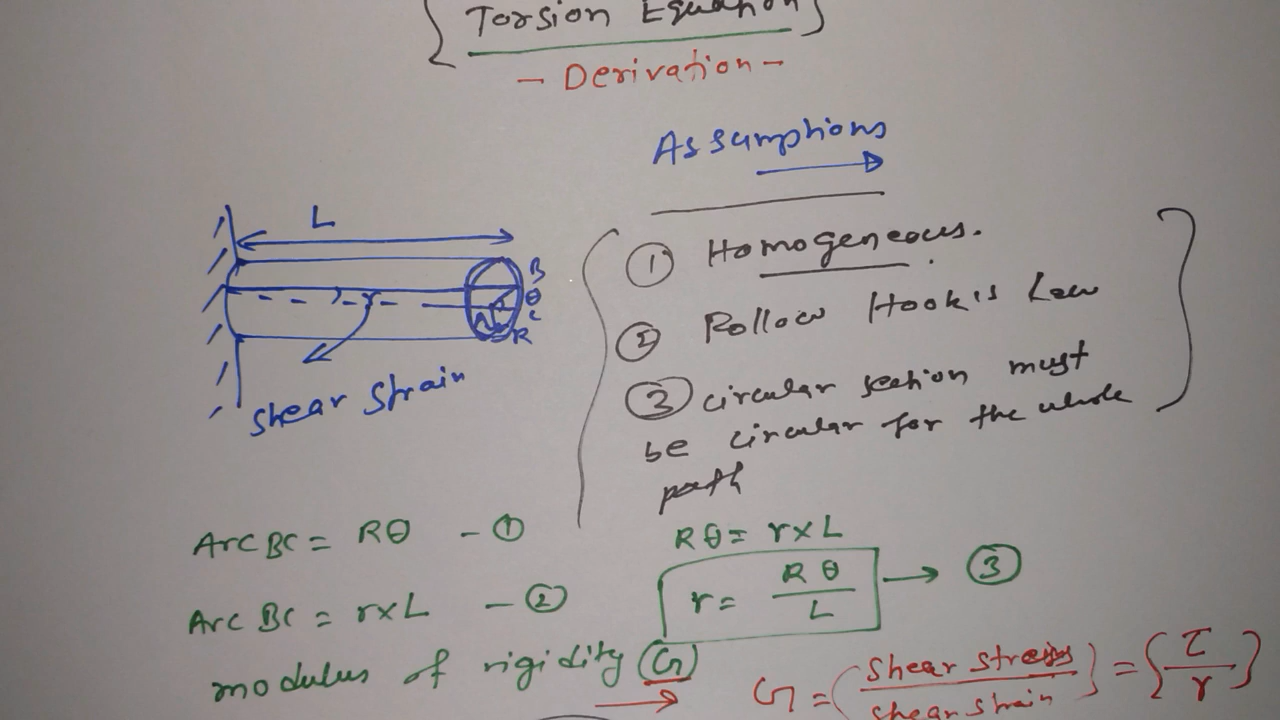 {Torsion Equation}
- Derivation -
Assumptions
L
B
θ
C
R
r
shear strain
① Homogeneous.
② Follow Hook's Law
③ circular section must
be circular for the whole
path
Arc BC = Rθ - ①
Arc BC = r×L - ②
Rθ = r×L
r = Rθ/L → ③
modulus of rigidity (G) →
G = (shear stress/shear strain) = {τ/r}